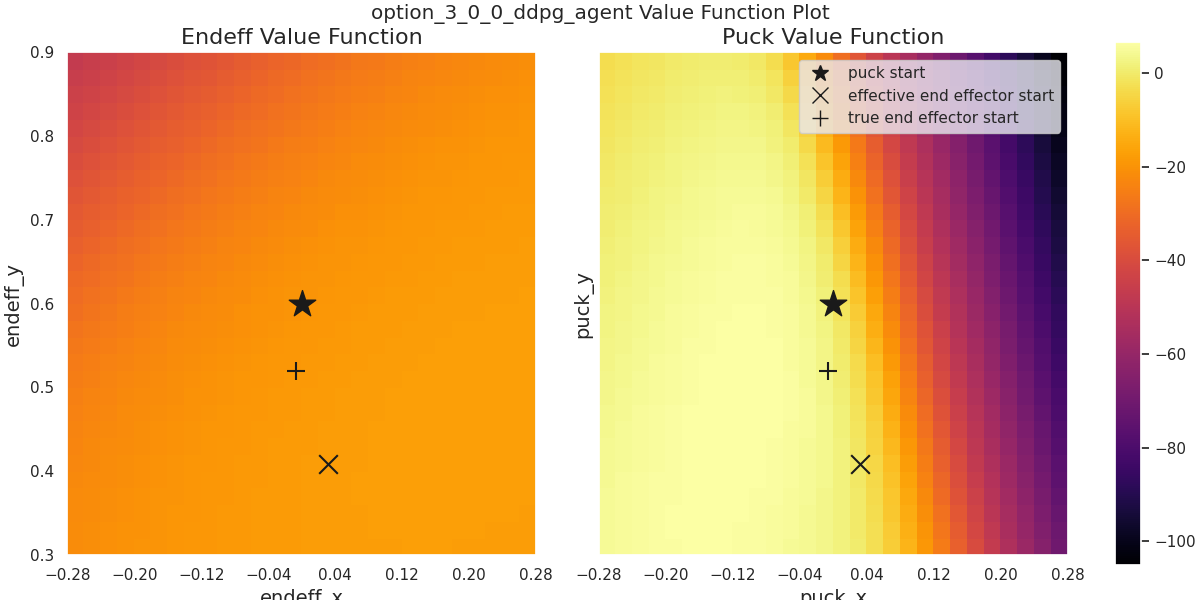 option_3_0_0_ddpg_agent Value Function Plot
Endeff Value Function
Puck Value Function
puck start
effective end effector start
true end effector start
endeff_y
0.9
0.8
0.7
0.6
0.5
0.4
0.3
−0.28 −0.20 −0.12 −0.04 0.04 0.12 0.20 0.28
endeff_x
puck_y
−0.28 −0.20 −0.12 −0.04 0.04 0.12 0.20 0.28
puck_x
0
−20
−40
−60
−80
−100